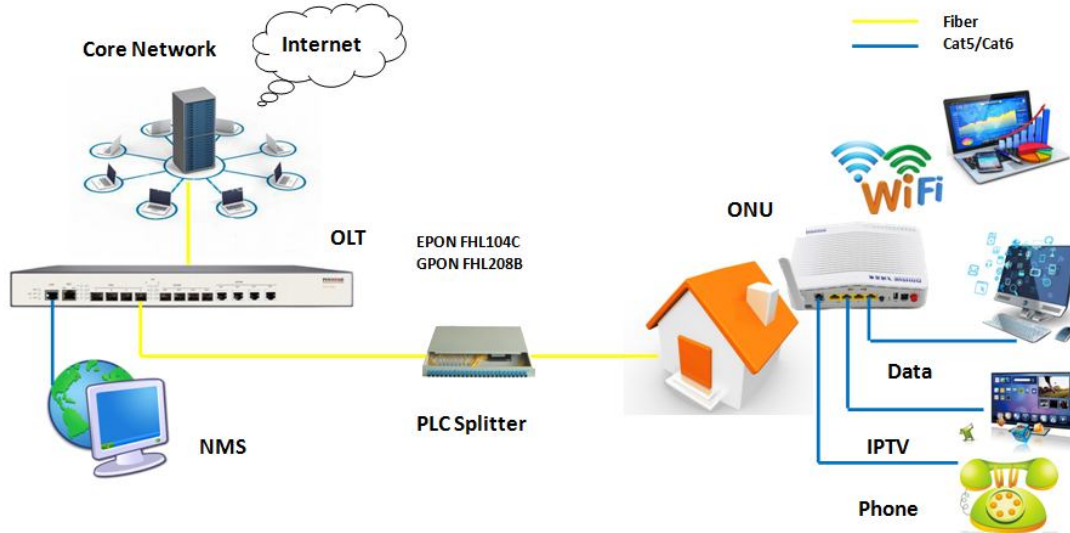 Core Network
Internet
Fiber
Cat5/Cat6
WiFi
ONU
OLT
EPON FHL104C
GPON FHL208B
Data
PLC Splitter
NMS
IPTV
Phone